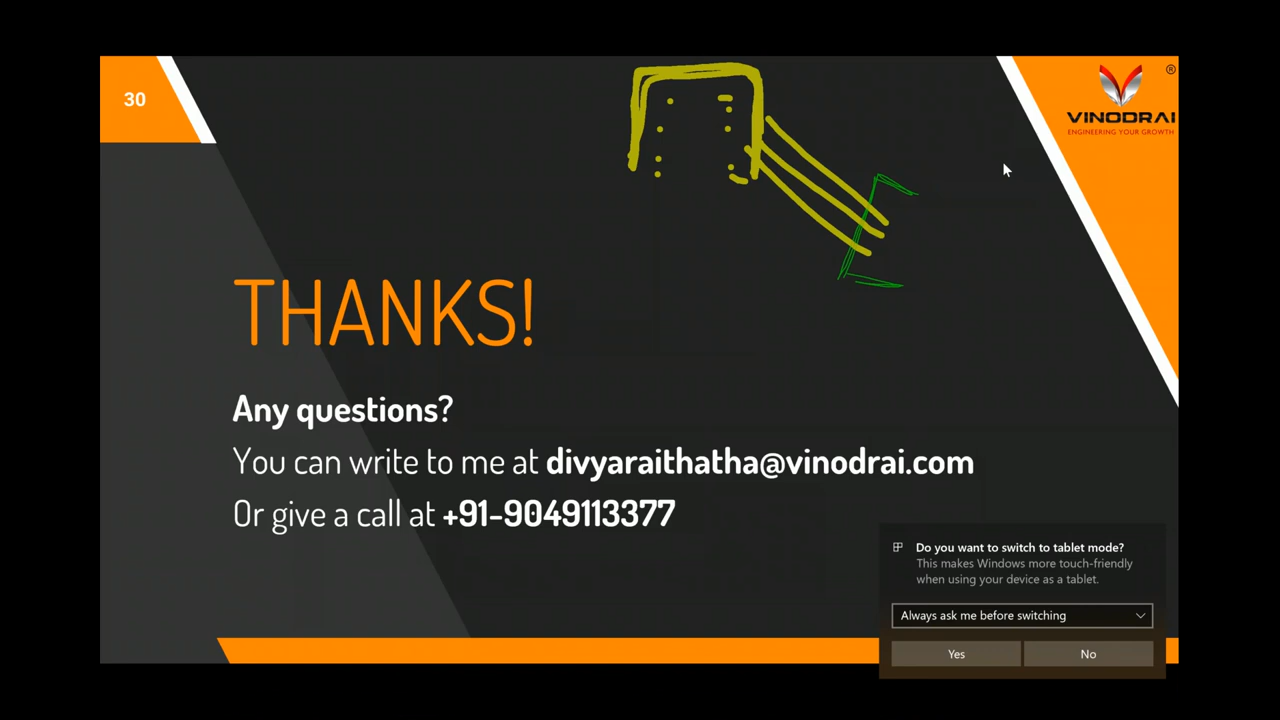 30
®
VINODRAI
ENGINEERING YOUR GROWTH
THANKS!
Any questions?
You can write to me at divyaraithatha@vinodrai.com
Or give a call at +91-9049113377
Do you want to switch to tablet mode?
This makes Windows more touch-friendly
when using your device as a tablet.
Always ask me before switching
Yes
No